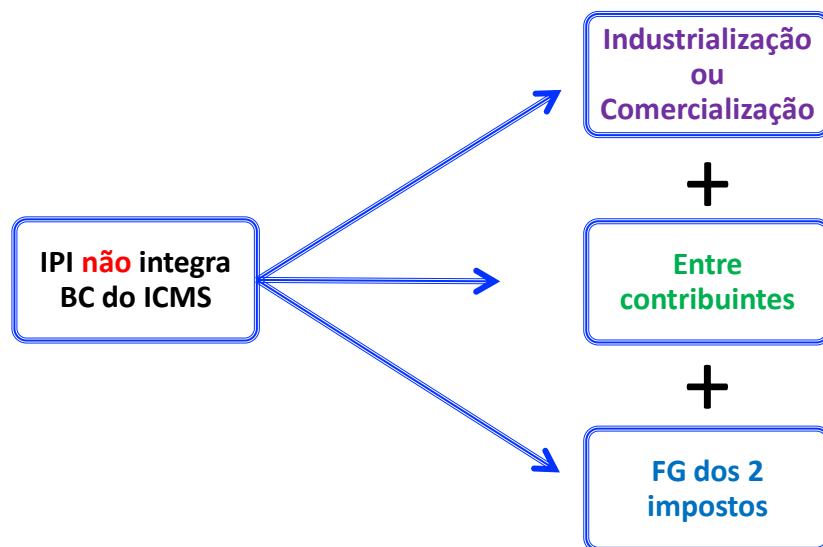 Industrialização
ou
Comercialização
+
IPI não integra
BC do ICMS
Entre
contribuintes
+
FG dos 2
impostos